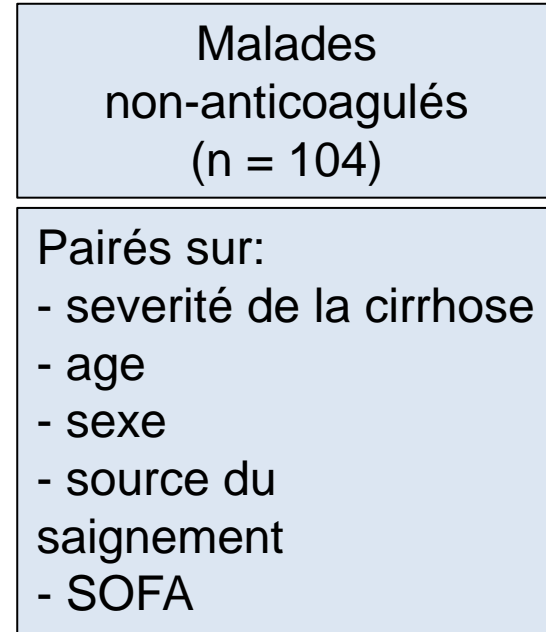 Malades
non-anticoagulés
(n = 104)
Pairés sur:
- severité de la cirrhose
- age
- sexe
- source du
saignement
- SOFA